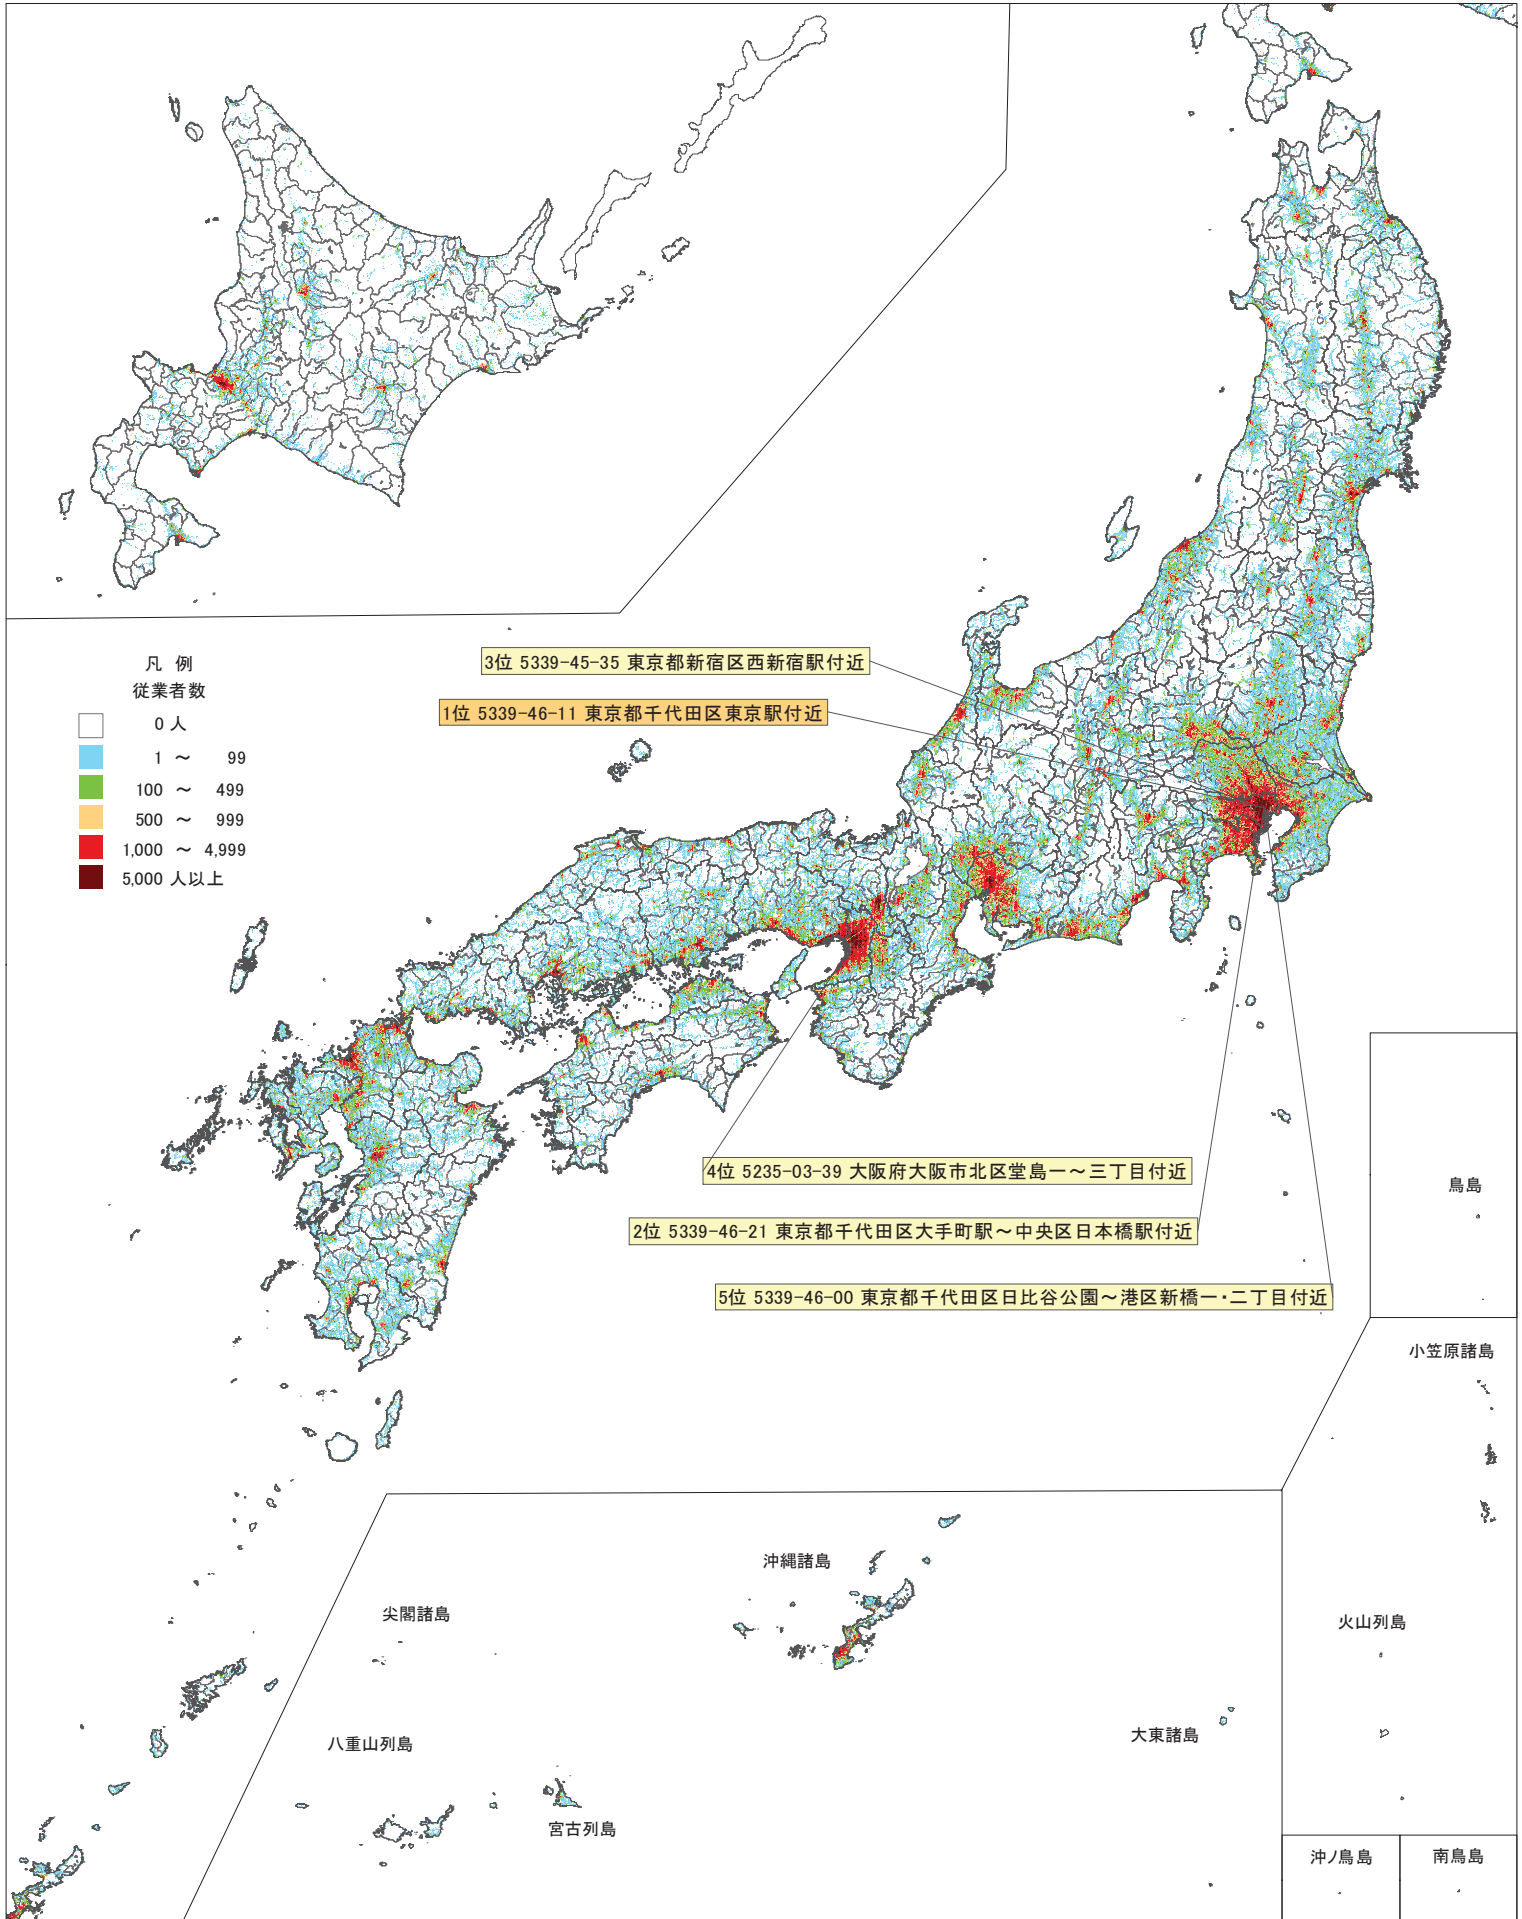 凡 例
従業者数
0 人
1 ～ 99
100 ～ 499
500 ～ 999
1,000 ～ 4,999
5,000 人以上
3位 5339-45-35 東京都新宿区西新宿駅付近
1位 5339-46-11 東京都千代田区東京駅付近
4位 5235-03-39 大阪府大阪市北区堂島一～三丁目付近
2位 5339-46-21 東京都千代田区大手町駅～中央区日本橋駅付近
5位 5339-46-00 東京都千代田区日比谷公園～港区新橋一・二丁目付近
鳥島
小笠原諸島
沖縄諸島
尖閣諸島
火山列島
八重山列島
大東諸島
宮古列島
沖ノ鳥島
南鳥島